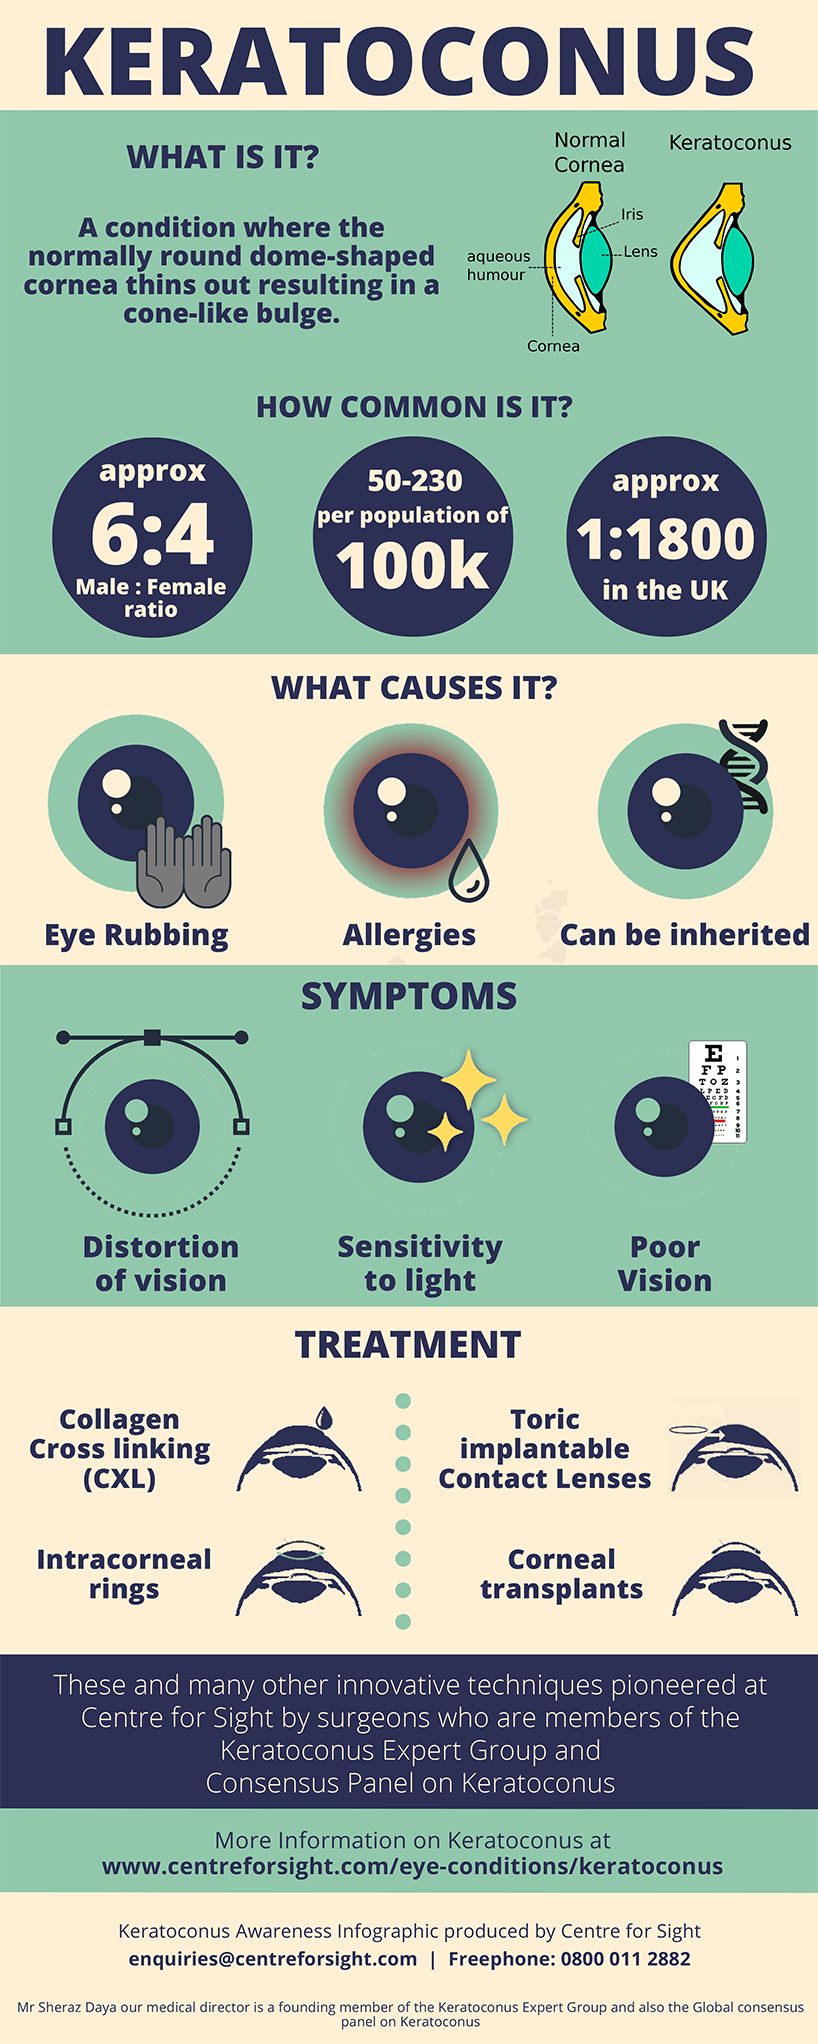 KERATOCONUS
WHAT IS IT?
A condition where the
normally round dome-shaped
cornea thins out resulting in a
cone-like bulge.
Normal
Cornea
Keratoconus
Iris
Lens
aqueous
humour
Cornea
HOW COMMON IS IT?
approx
6:4
Male : Female
ratio
50-230
per population of
100k
approx
1:1800
in the UK
WHAT CAUSES IT?
Eye Rubbing
Allergies
Can be inherited
SYMPTOMS
E 1
F P 2
T O Z 3
L P E D 4
Distortion
of vision
Sensitivity
to light
Poor
Vision
TREATMENT
Collagen
Cross linking
(CXL)
Toric
implantable
Contact Lenses
Intracorneal
rings
Corneal
transplants
These and many other innovative techniques pioneered at
Centre for Sight by surgeons who are members of the
Keratoconus Expert Group and
Consensus Panel on Keratoconus
More Information on Keratoconus at
www.centreforsight.com/eye-conditions/keratoconus
Keratoconus Awareness Infographic produced by Centre for Sight
enquiries@centreforsight.com | Freephone: 0800 011 2882
Mr Sheraz Daya our medical director is a founding member of the Keratoconus Expert Group and also the Global consensus
panel on Keratoconus